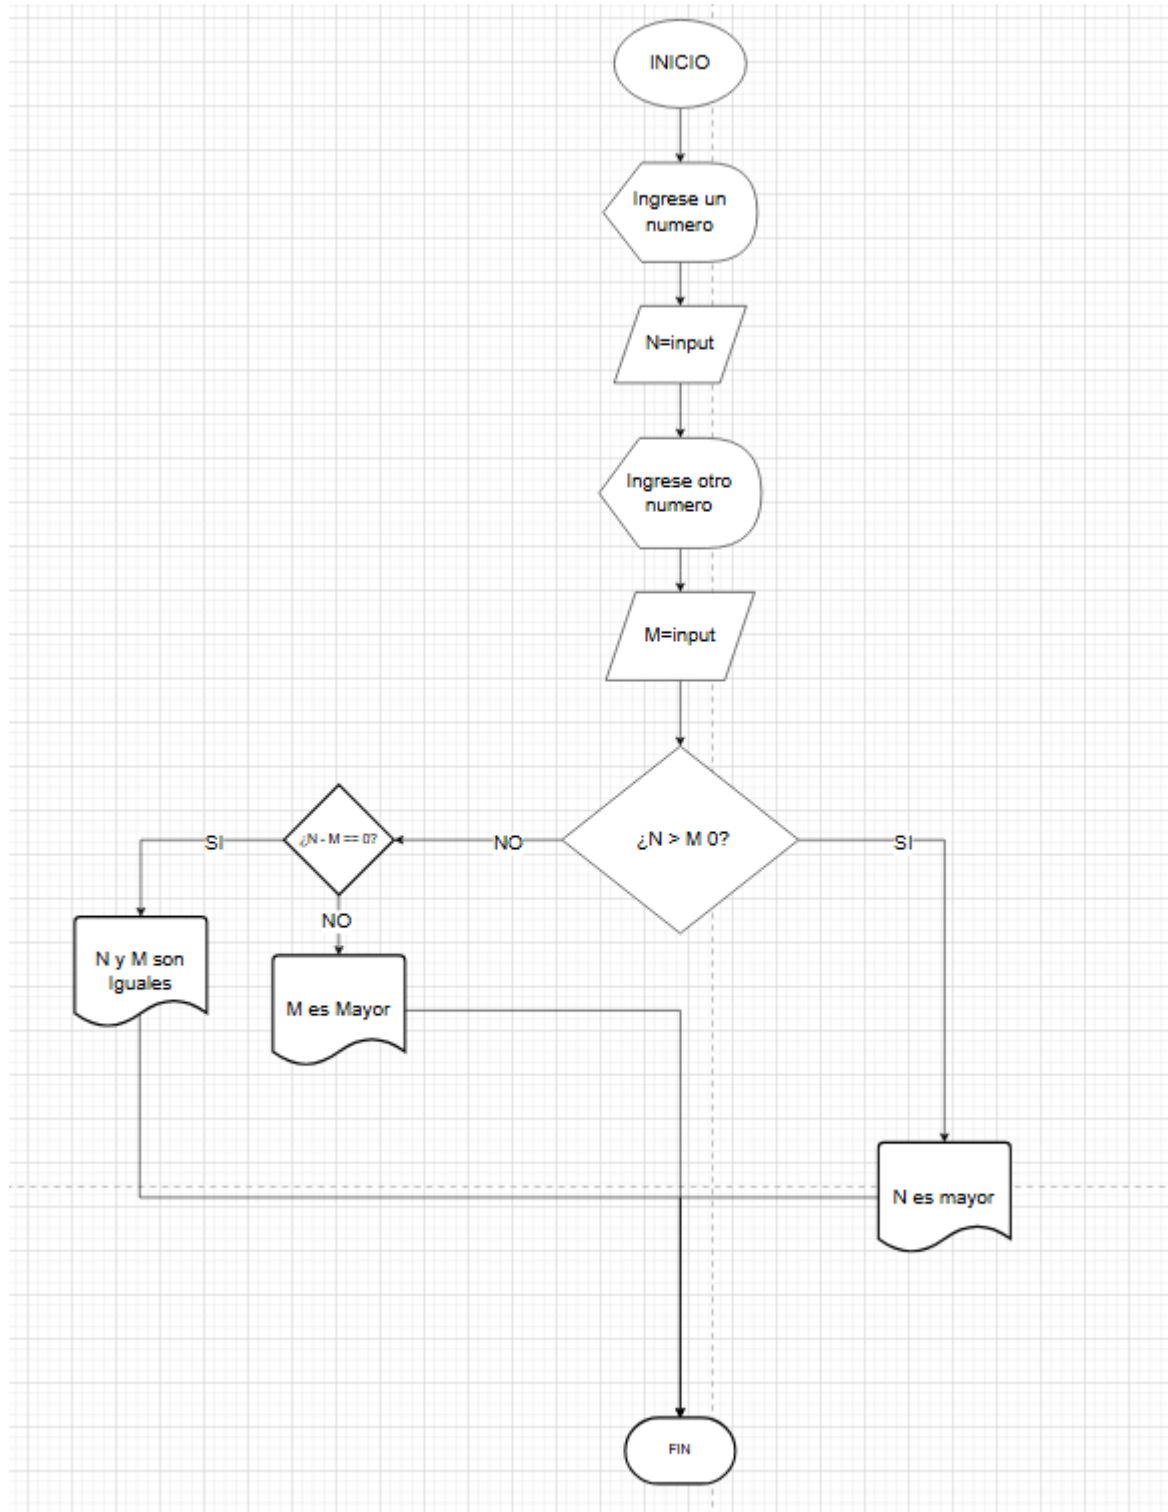 INICIO
Ingrese un
numero
N=input
Ingrese otro
numero
M=input
¿N > M 0?
SI
NO
¿N - M == 0?
SI
NO
N y M son
Iguales
M es Mayor
N es mayor
FIN